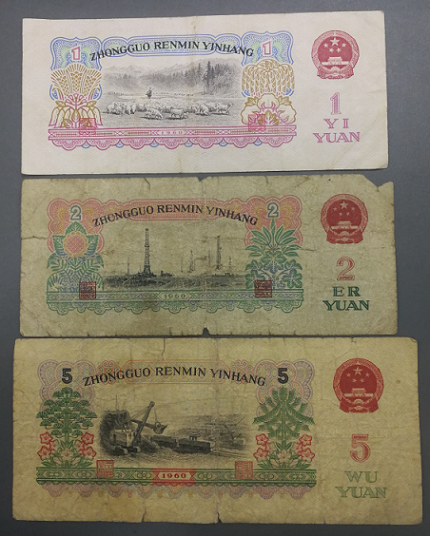 ZHONGGUO RENMIN YINHANG
1 1
1
YI
YUAN
1960
ZHONGGUO RENMIN YINHANG
2 2
2
ER
YUAN
1960
ZHONGGUO RENMIN YINHANG
5 5
5
WU
YUAN
1960